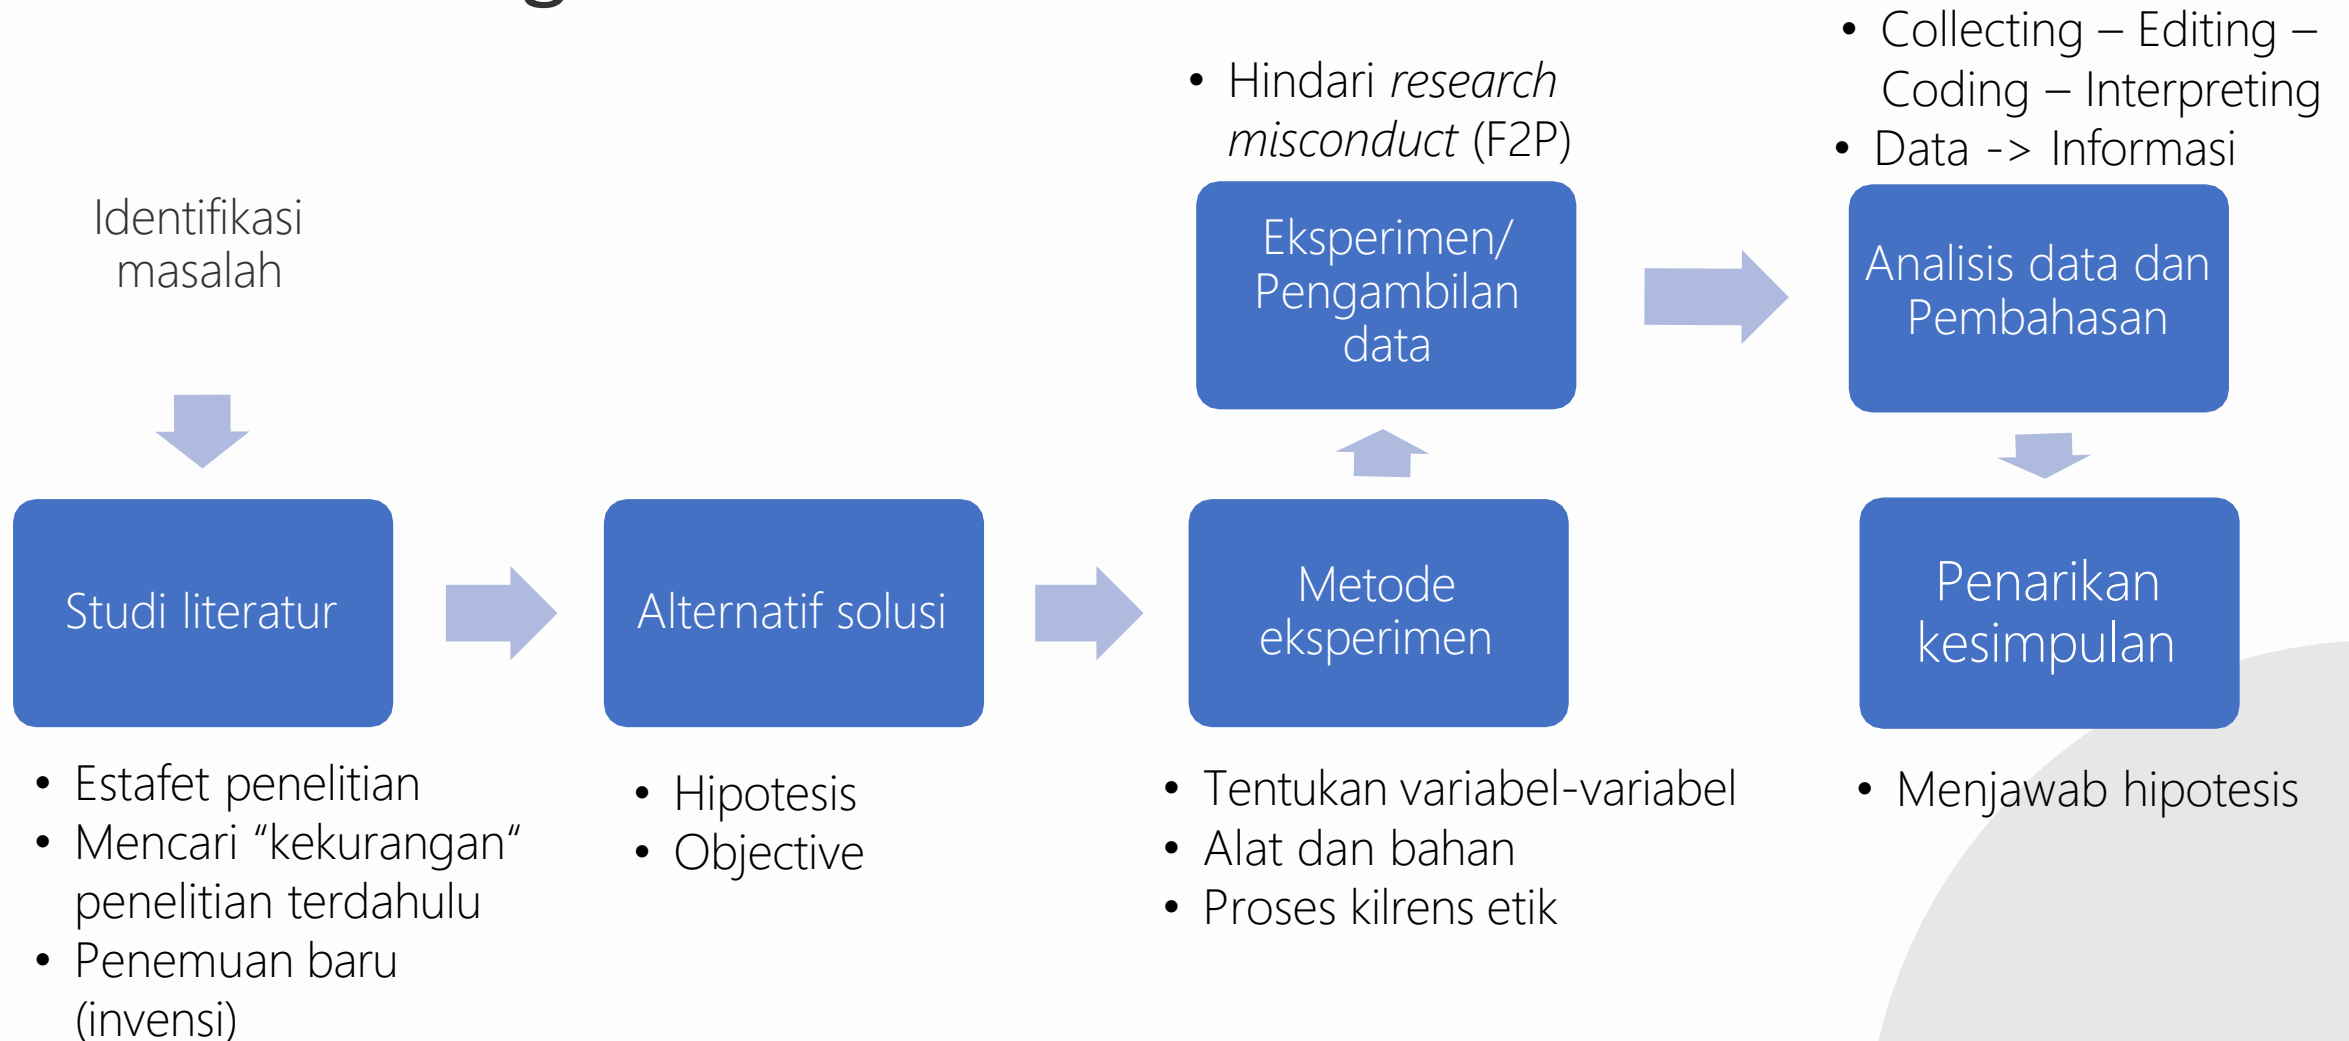 Identifikasi
masalah
Studi literatur
• Estafet penelitian
• Mencari “kekurangan“
penelitian terdahulu
• Penemuan baru
(invensi)
Alternatif solusi
• Hipotesis
• Objective
Metode
eksperimen
• Tentukan variabel-variabel
• Alat dan bahan
• Proses kilrens etik
• Hindari research
misconduct (F2P)
Eksperimen/
Pengambilan
data
• Collecting – Editing –
Coding – Interpreting
• Data -> Informasi
Analisis data dan
Pembahasan
Penarikan
kesimpulan
• Menjawab hipotesis